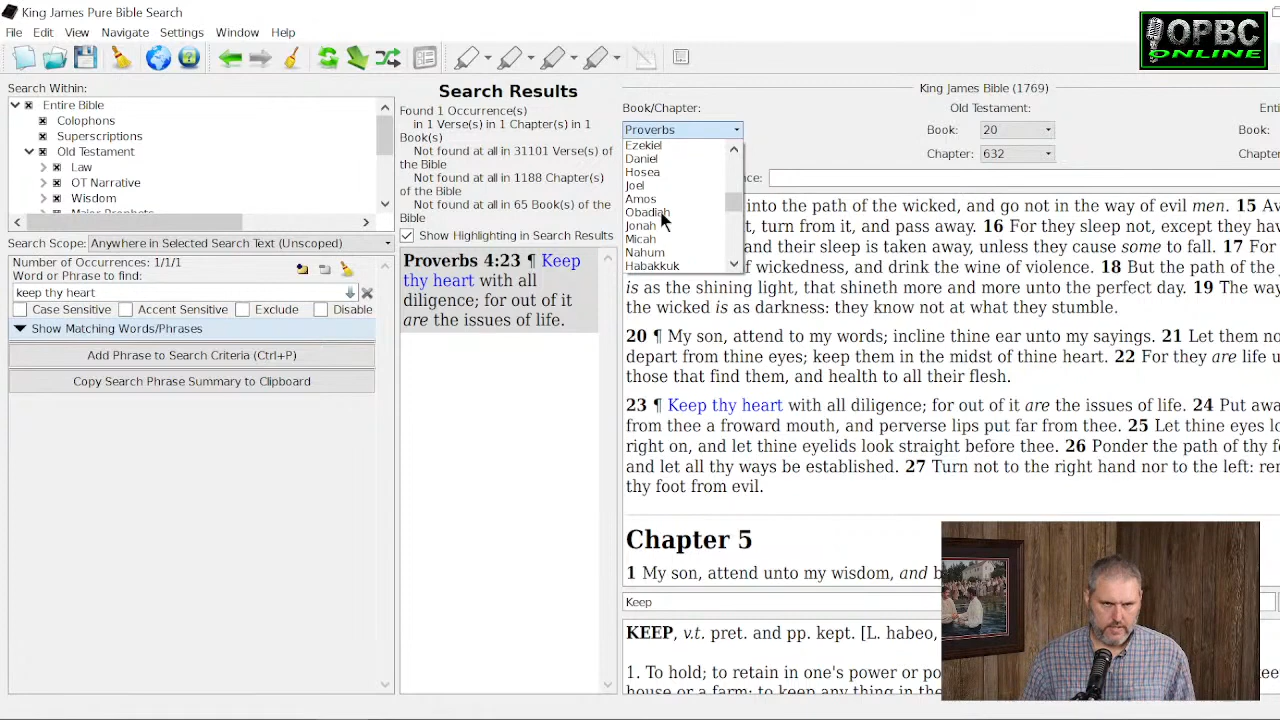 King James Pure Bible Search
File Edit View Navigate Settings Window Help
OPBC
ONLINE
Search Within:
Entire Bible
Colophons
Superscriptions
Old Testament
Law
OT Narrative
Wisdom
Major Prophets
Search Scope: Anywhere in Selected Search Text (Unscoped)
Number of Occurrences: 1/1/1
Word or Phrase to find:
keep thy heart
Case Sensitive Accent Sensitive Exclude Disable
Show Matching Words/Phrases
Add Phrase to Search Criteria (Ctrl+P)
Copy Search Phrase Summary to Clipboard
Search Results
Found 1 Occurrence(s)
in 1 Verse(s) in 1 Chapter(s) in 1
Book(s)
Not found at all in 31101 Verse(s) of
the Bible
Not found at all in 1188 Chapter(s)
of the Bible
Not found at all in 65 Book(s) of the
Bible
Show Highlighting in Search Results
Proverbs 4:23 ¶ Keep
thy heart with all
diligence; for out of it
are the issues of life.
King James Bible (1769)
Book/Chapter: Old Testament:
Proverbs Book: 20 Book:
Chapter: 632 Chapter
Ezekiel
Daniel
Hosea
Joel
Amos
Obadiah
Jonah
Micah
Nahum
Habakkuk
into the path of the wicked, and go not in the way of evil men. 15
turn from it, and pass away. 16 For they sleep not, except they
and their sleep is taken away, unless they cause some to fall. 17 For
of wickedness, and drink the wine of violence. 18 But the path of the
is as the shining light, that shineth more and more unto the perfect day. 19 The
the wicked is as darkness: they know not at what they stumble.
20 ¶ My son, attend to my words; incline thine ear unto my sayings. 21 Let them
depart from thine eyes; keep them in the midst of thine heart. 22 For they are life
those that find them, and health to all their flesh.
23 ¶ Keep thy heart with all diligence; for out of it are the issues of life. 24 Put
from thee a froward mouth, and perverse lips put far from thee. 25 Let thine eyes
right on, and let thine eyelids look straight before thee. 26 Ponder the path of thy
and let all thy ways be established. 27 Turn not to the right hand nor to the left:
thy foot from evil.
Chapter 5
1 My son, attend unto my wisdom, and
Keep
KEEP, v.t. pret. and pp. kept. [L. habeo,
1. To hold; to retain in one's power or
house or a farm; to keep any thing in the